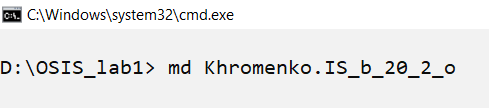 C:\Windows\system32\cmd.exe
D:\OSIS_lab1> md Khromenko.IS_b_20_2_o